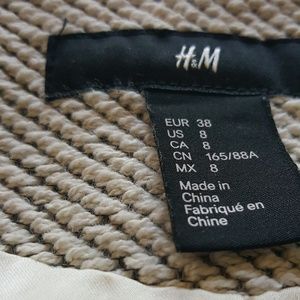 H&M
EUR 38
US 8
CA 8
CN 165/88A
MX 8
Made in
China
Fabriqué en
Chine